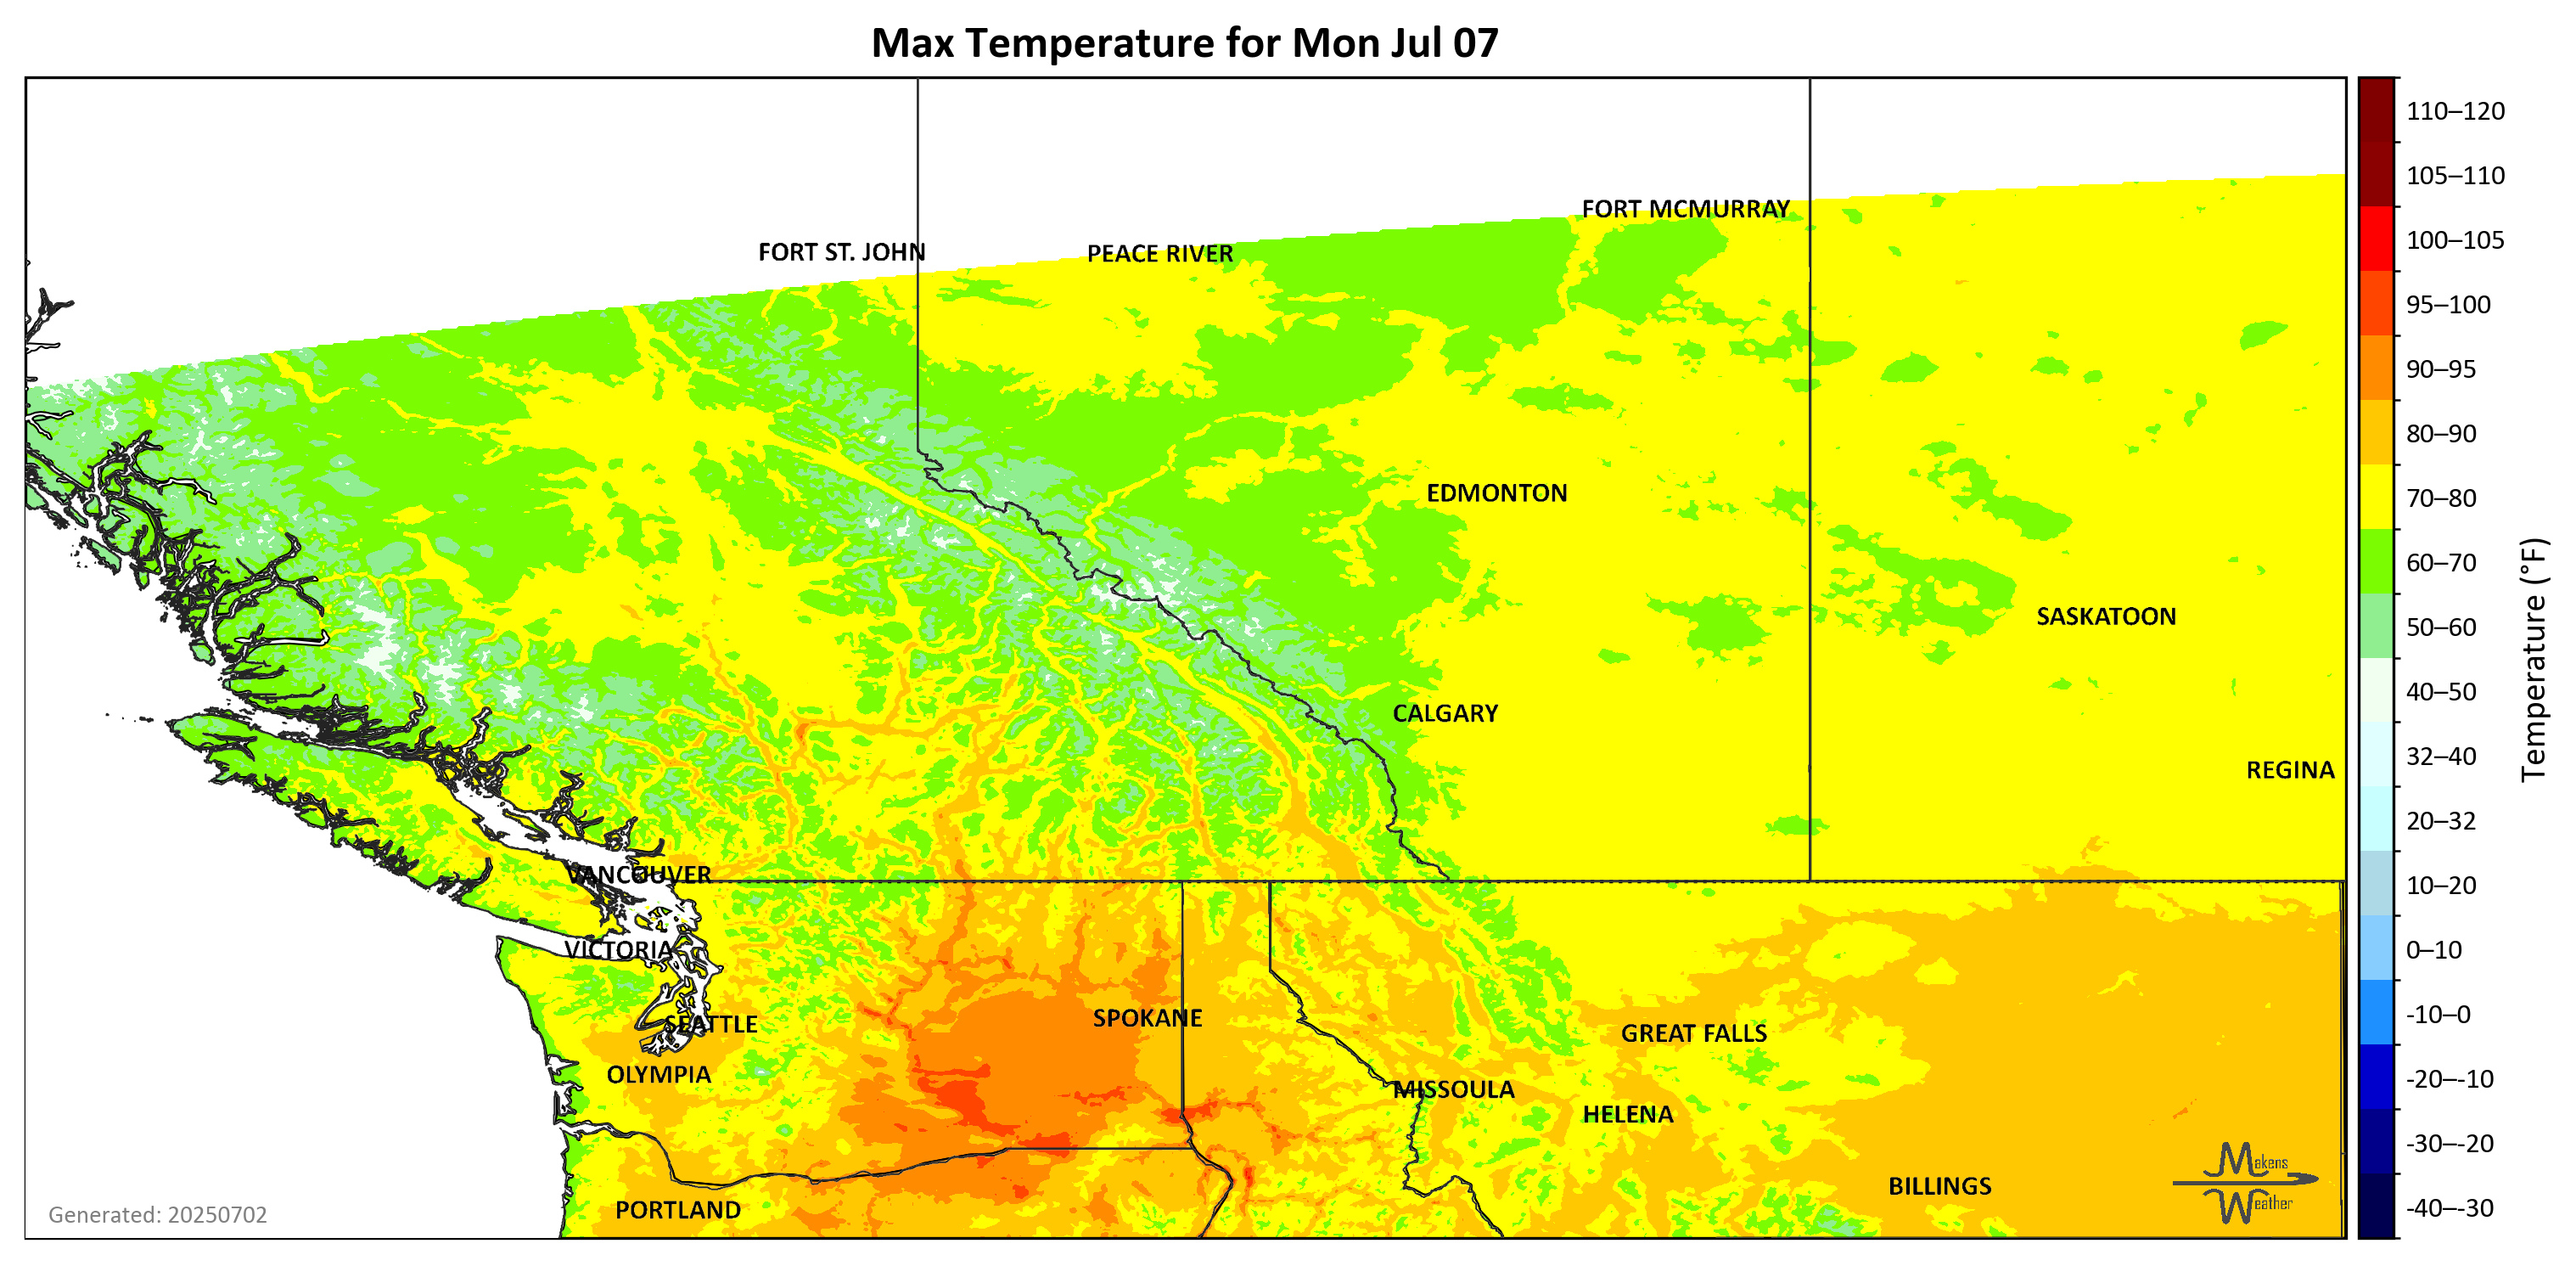 Max Temperature for Mon Jul 07
110–120
105–110
FORT MCMURRAY
100–105
FORT ST. JOHN
PEACE RIVER
95–100
90–95
80–90
EDMONTON
70–80
60–70
SASKATOON
50–60
Temperature (°F)
40–50
CALGARY
32–40
REGINA
20–32
VANCOUVER
10–20
VICTORIA
0–10
SEATTLE
SPOKANE
GREAT FALLS
-10–0
OLYMPIA
MISSOULA
-20–-10
HELENA
-30–-20
Makens
Weather
BILLINGS
PORTLAND
-40–-30
Generated: 20250702